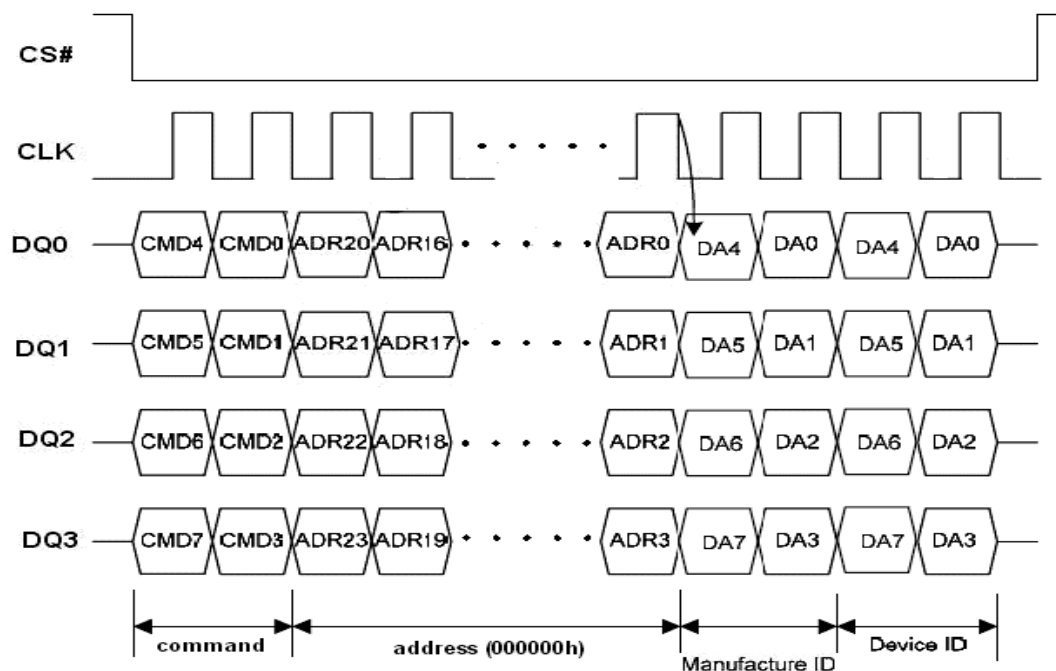 CS#
CLK
DQ0 CMD4 CMD0 ADR20 ADR16 ADR0 DA4 DA0 DA4 DA0
DQ1 CMD5 CMD1 ADR21 ADR17 ADR1 DA5 DA1 DA5 DA1
DQ2 CMD6 CMD2 ADR22 ADR18 ADR2 DA6 DA2 DA6 DA2
DQ3 CMD7 CMD3 ADR23 ADR19 ADR3 DA7 DA3 DA7 DA3
command address (000000h) Manufacture ID Device ID